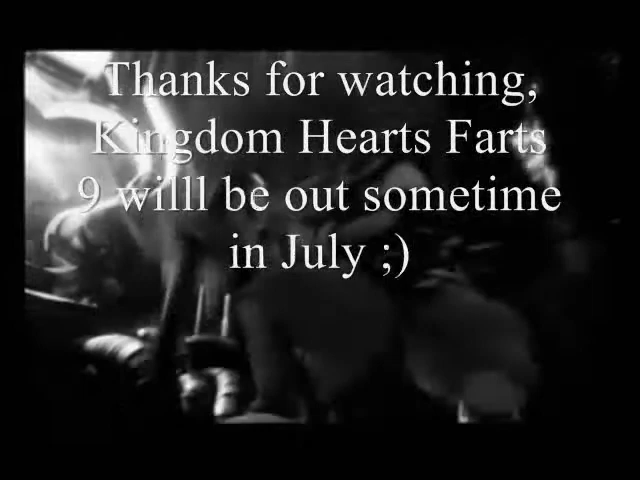 Thanks for watching,
Kingdom Hearts Farts
9 willl be out sometime
in July ;)